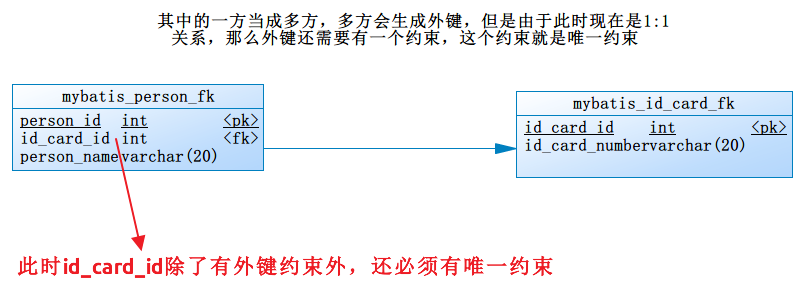 其中的一方当成多方，多方会生成外键，但是由于此时现在是1:1
关系，那么外键还需要有一个约束，这个约束就是唯一约束
mybatis_person_fk
person_id int <pk>
id_card_id int <fk>
person_name varchar(20)
mybatis_id_card_fk
id_card_id int <pk>
id_card_number varchar(20)
此时id_card_id除了有外键约束外，还必须有唯一约束